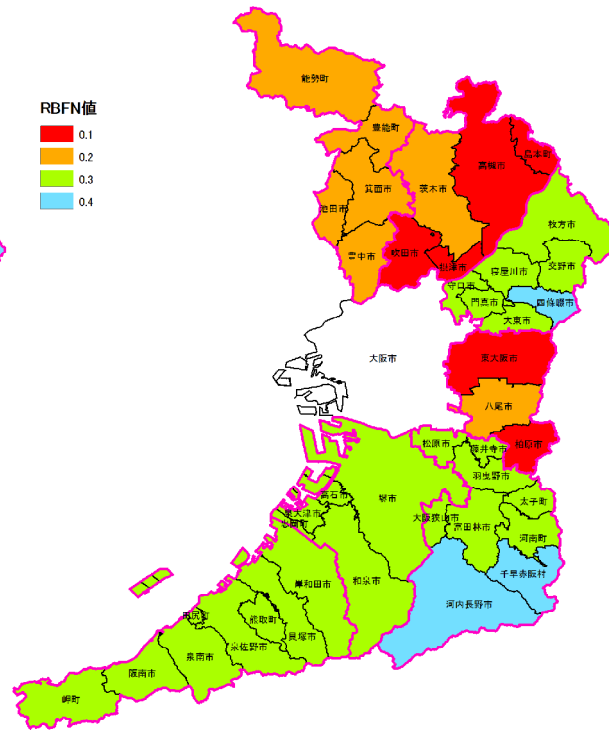 能勢町
RBFN値
0.1
0.2
0.3
0.4
豊能町
島本町
高槻市
箕面市
茨木市
池田市
枚方市
豊中市
吹田市
摂津市
交野市
寝屋川市
守口市
門真市
四條畷市
大東市
大阪市
東大阪市
八尾市
松原市
柏原市
藤井寺市
羽曳野市
高石市
堺市
太子町
泉大津市
忠岡町
大阪狭山市
富田林市
河南町
岸和田市
和泉市
千早赤阪村
河内長野市
田尻町
熊取町
貝塚市
泉佐野市
泉南市
阪南市
岬町